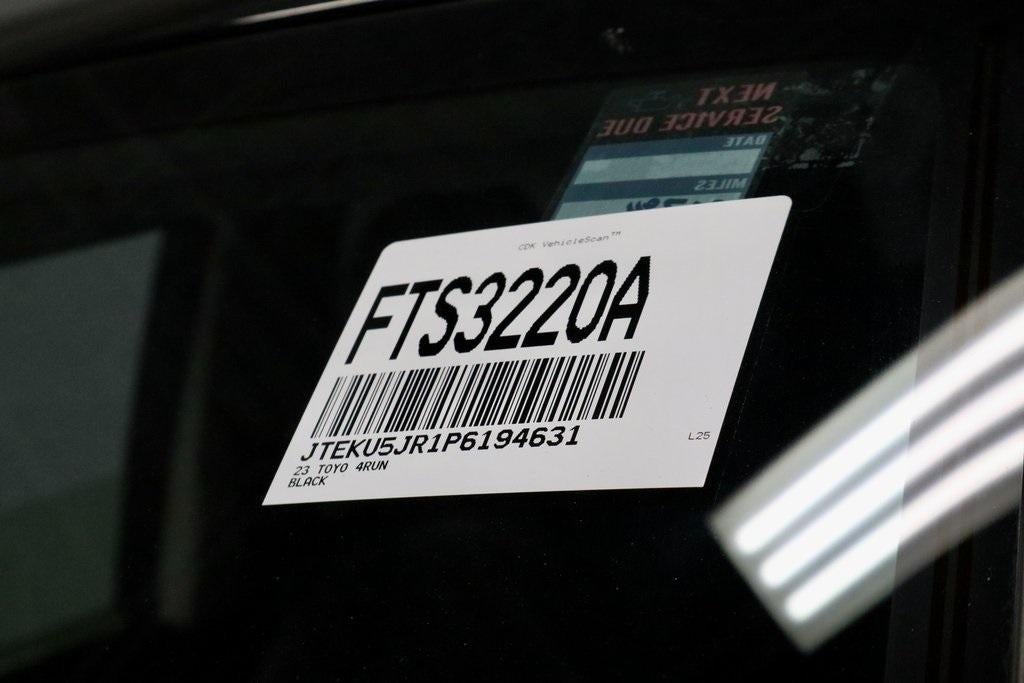 NEXT
SERVICE DUE
DATE
MILES
CDK VehicleScan™
FTS3220A
JTEKU5JR1P6194631
L25
23 TOYO 4RUN
BLACK